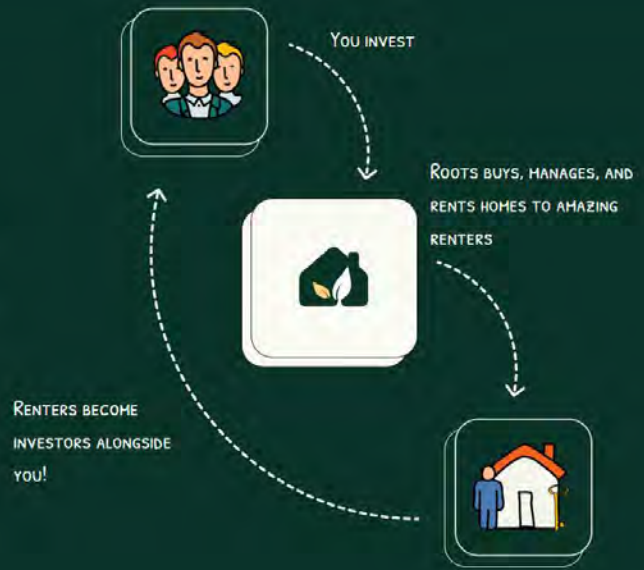 You invest
Roots buys, manages, and
rents homes to amazing
renters
Renters become
investors alongside
you!